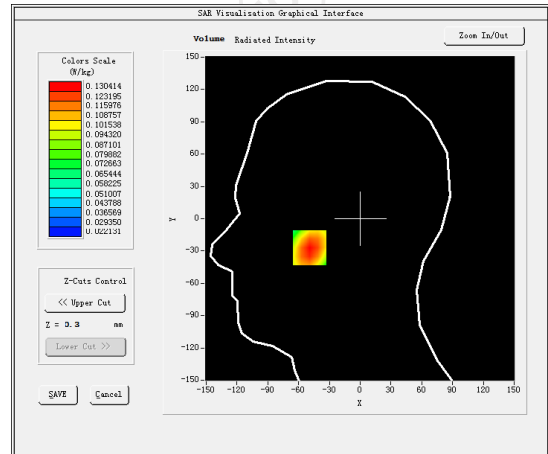 SAR Visualisation Graphical Interface
Volume Radiated Intensity
Zoom In/Out
Colors Scale
(W/kg)
0.130414
0.123195
0.115976
0.108757
0.101538
0.094320
0.087101
0.079882
0.072663
0.065444
0.058225
0.051007
0.043788
0.036569
0.029350
0.022131
Z-Cuts Control
<< Upper Cut
Z = 0.3 mm
Lower Cut >>
SAVE Cancel
150
120
90
60
30
0
-30
-60
-90
-120
-150
Y
-150 -120 -90 -60 -30 0 30 60 90 120 150
X